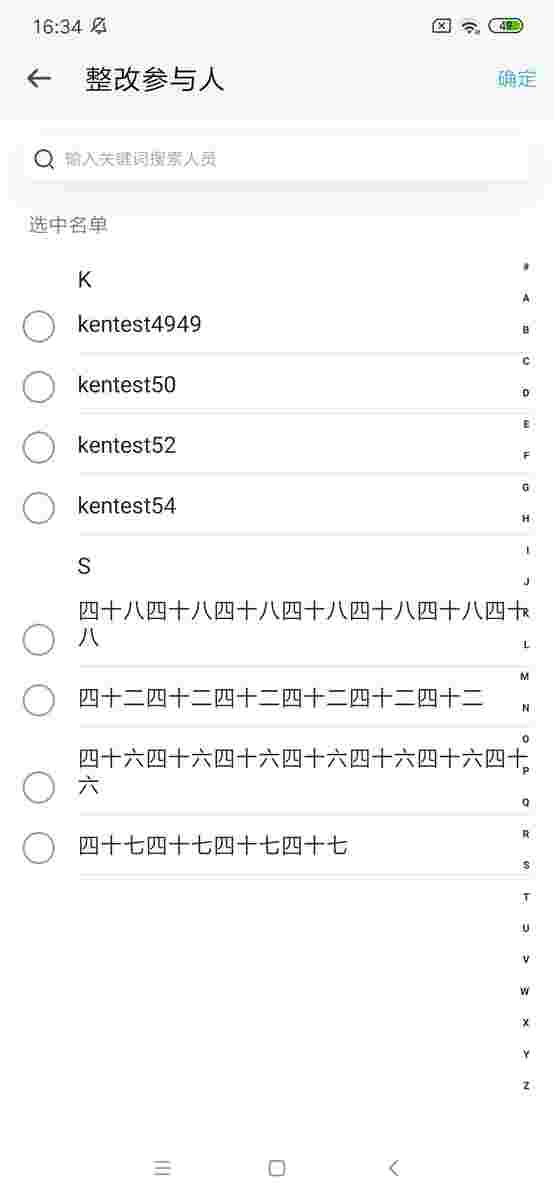 16:34
49
整改参与人
确定
输入关键词搜索人员
选中名单
K
kentest4949
kentest50
kentest52
kentest54
S
四十八四十八四十八四十八四十八四十八四十
八
四十二四十二四十二四十二四十二四十二
四十六四十六四十六四十六四十六四十六四十
六
四十七四十七四十七四十七
#
A
B
C
D
E
F
G
H
I
J
K
L
M
N
O
P
Q
R
S
T
U
V
W
X
Y
Z